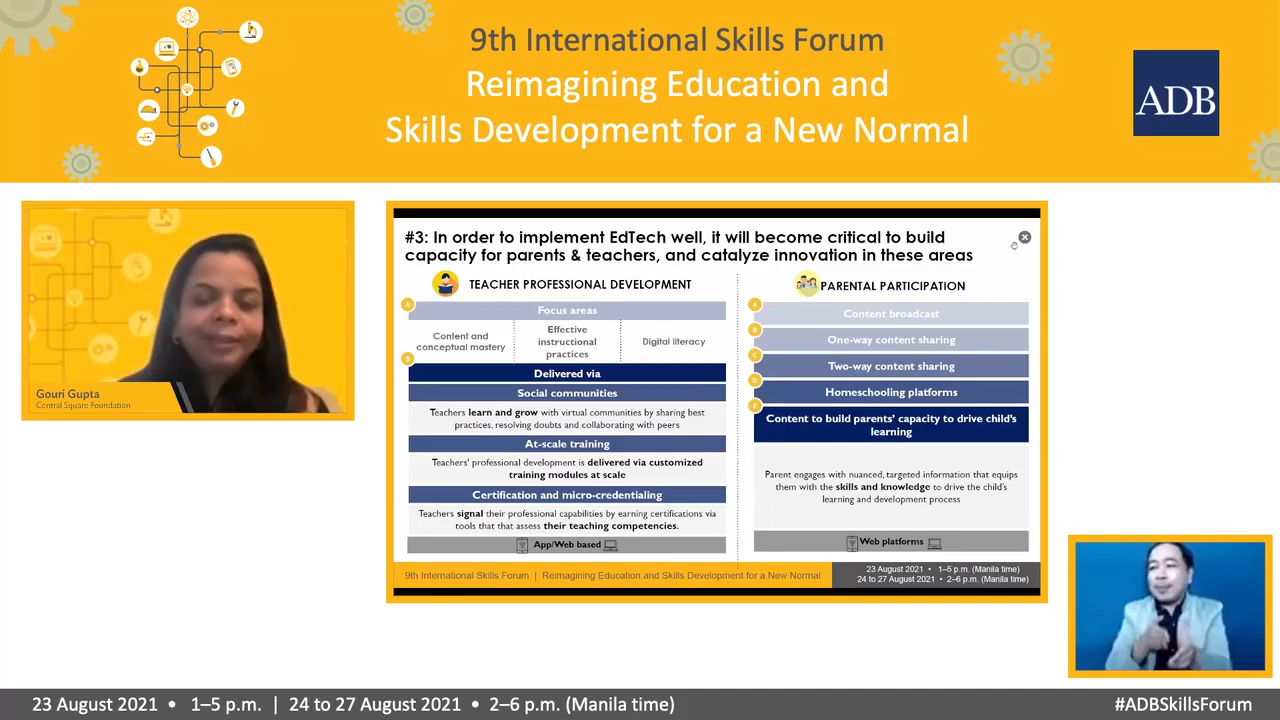 9th International Skills Forum
Reimagining Education and
Skills Development for a New Normal
ADB
Gouri Gupta
Central Square Foundation
#3: In order to implement EdTech well, it will become critical to build
capacity for parents & teachers, and catalyze innovation in these areas
TEACHER PROFESSIONAL DEVELOPMENT
A
Focus areas
Content and
conceptual mastery
Effective
instructional
practices
Digital literacy
B
Delivered via
Social communities
Teachers learn and grow with virtual communities by sharing best
practices, resolving doubts and collaborating with peers
At-scale training
Teachers' professional development is delivered via customized
training modules at scale
Certification and micro-credentialing
Teachers signal their professional capabilities by earning certifications via
tools that that assess their teaching competencies.
App/Web based
PARENTAL PARTICIPATION
A
Content broadcast
B
One-way content sharing
C
Two-way content sharing
D
Homeschooling platforms
E
Content to build parents' capacity to drive child's
learning
Parent engages with nuanced, targeted information that equips
them with the skills and knowledge to drive the child's
learning and development process
Web platforms
9th International Skills Forum | Reimagining Education and Skills Development for a New Normal
23 August 2021 • 1–5 p.m. (Manila time)
24 to 27 August 2021 • 2–6 p.m. (Manila time)
23 August 2021 • 1–5 p.m. | 24 to 27 August 2021 • 2–6 p.m. (Manila time)
#ADBSkillsForum